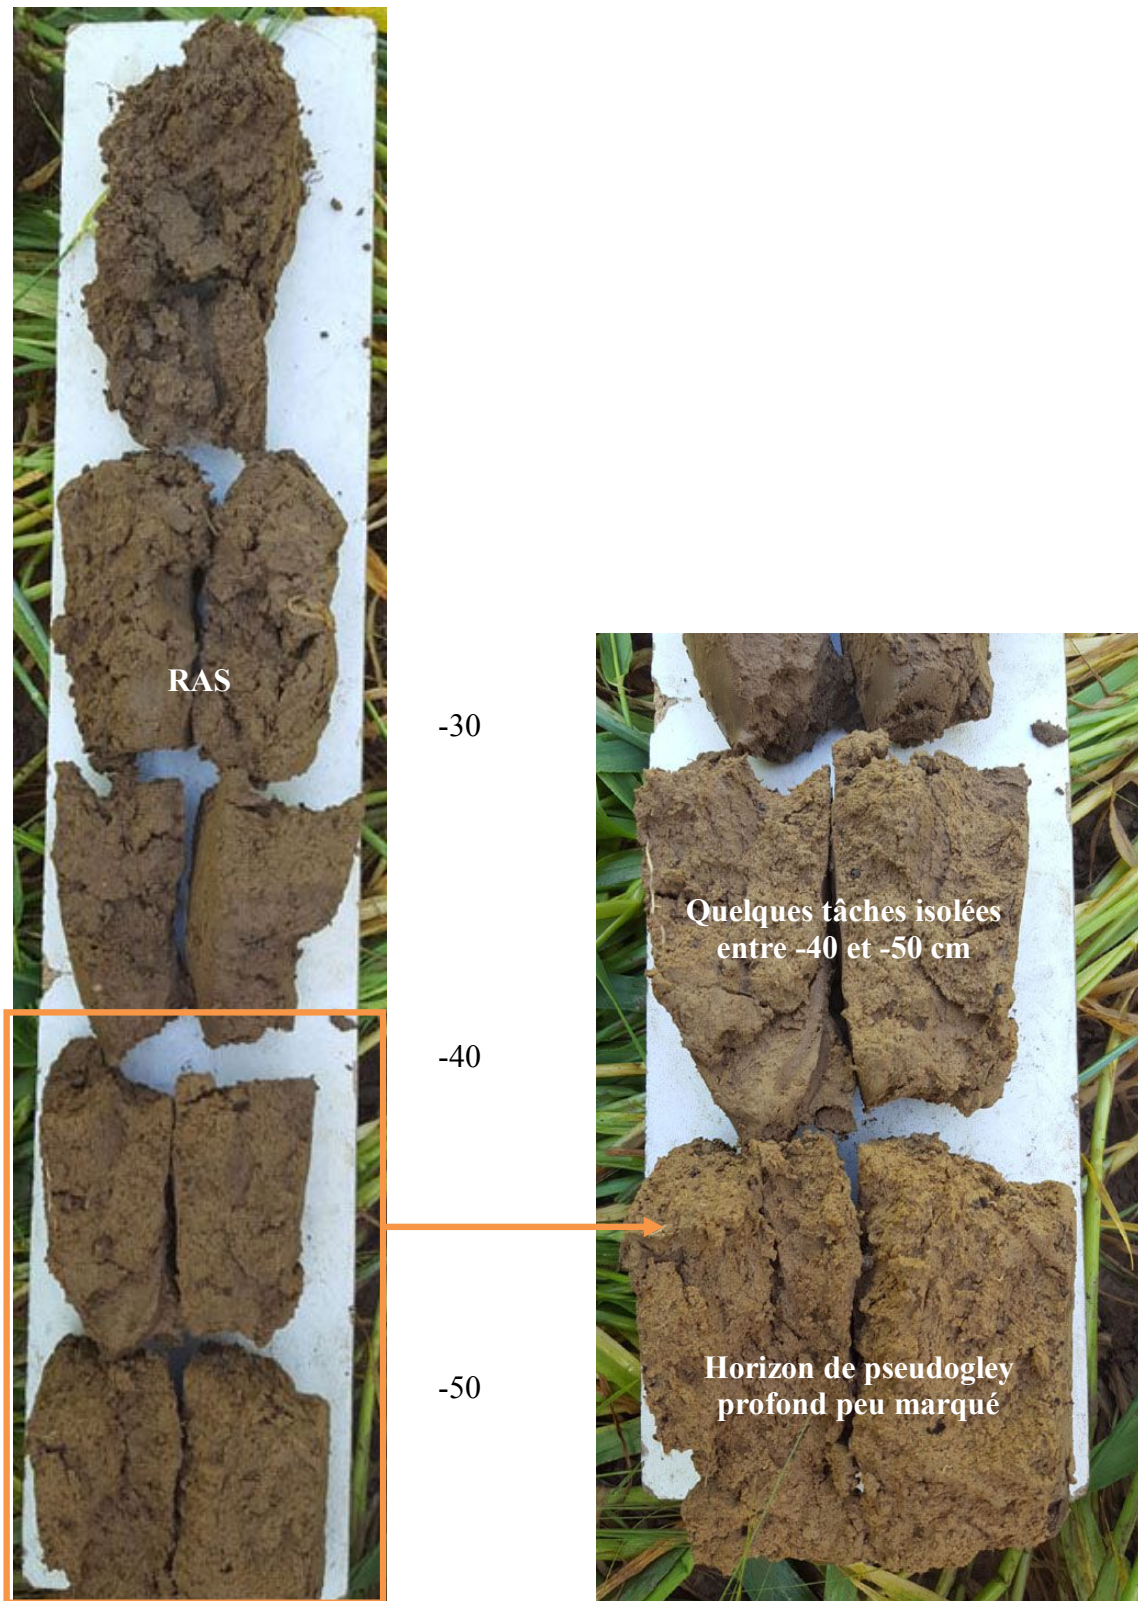 RAS
-30
Quelques tâches isolées
entre -40 et -50 cm
-40
Horizon de pseudogley
profond peu marqué
-50